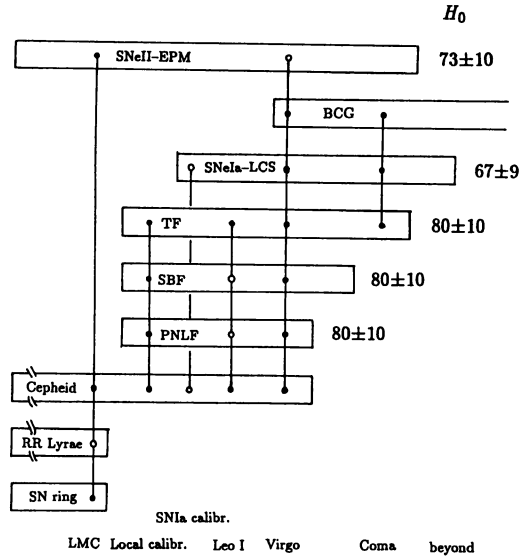 H0
SNeII–EPM 73±10
BCG
SNeIa–LCS 67±9
TF 80±10
SBF 80±10
PNLF 80±10
Cepheid
RR Lyrae
SN ring
SNIa calibr.
LMC Local calibr. Leo I Virgo Coma beyond